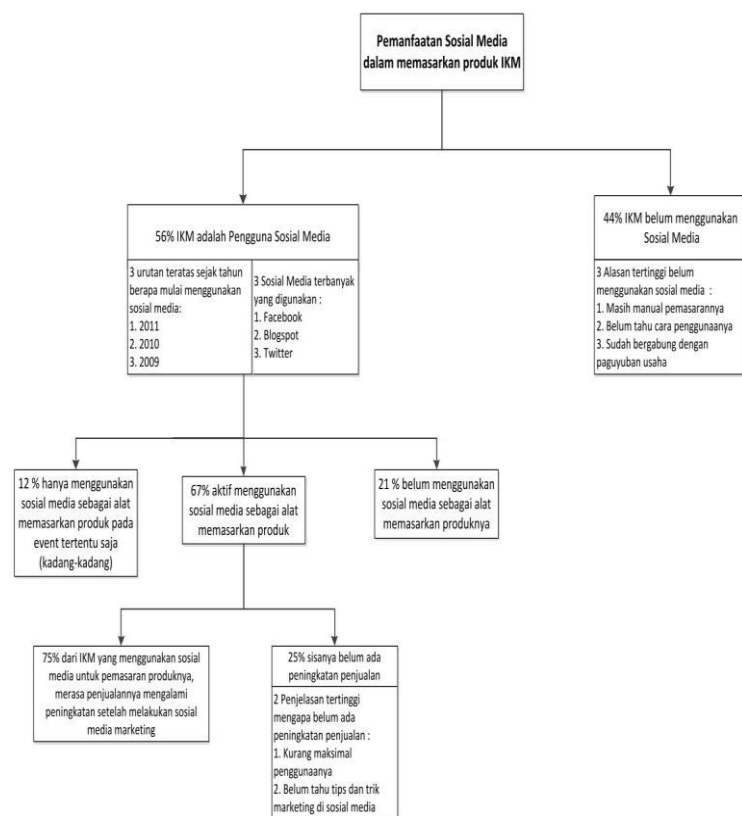 Pemanfaatan Sosial Media
dalam memasarkan produk IKM
56% IKM adalah Pengguna Sosial Media
3 urutan teratas sejak tahun
berapa mulai menggunakan
sosial media:
1. 2011
2. 2010
3. 2009
3 Sosial Media terbanyak
yang digunakan :
1. Facebook
2. Blogspot
3. Twitter
44% IKM belum menggunakan
Sosial Media
3 Alasan tertinggi belum
menggunakan sosial media :
1. Masih manual pemasarannya
2. Belum tahu cara penggunaanya
3. Sudah bergabung dengan
paguyuban usaha
12 % hanya menggunakan
sosial media sebagai alat
memasarkan produk pada
event tertentu saja
(kadang-kadang)
67% aktif menggunakan
sosial media sebagai alat
memasarkan produk
21 % belum menggunakan
sosial media sebagai alat
memasarkan produknya
75% dari IKM yang menggunakan sosial
media untuk pemasaran produknya,
merasa penjualannya mengalami
peningkatan setelah melakukan sosial
media marketing
25% sisanya belum ada
peningkatan penjualan
2 Penjelasan tertinggi
mengapa belum ada
peningkatan penjualan :
1. Kurang maksimal
penggunaanya
2. Belum tahu tips dan trik
marketing di sosial media